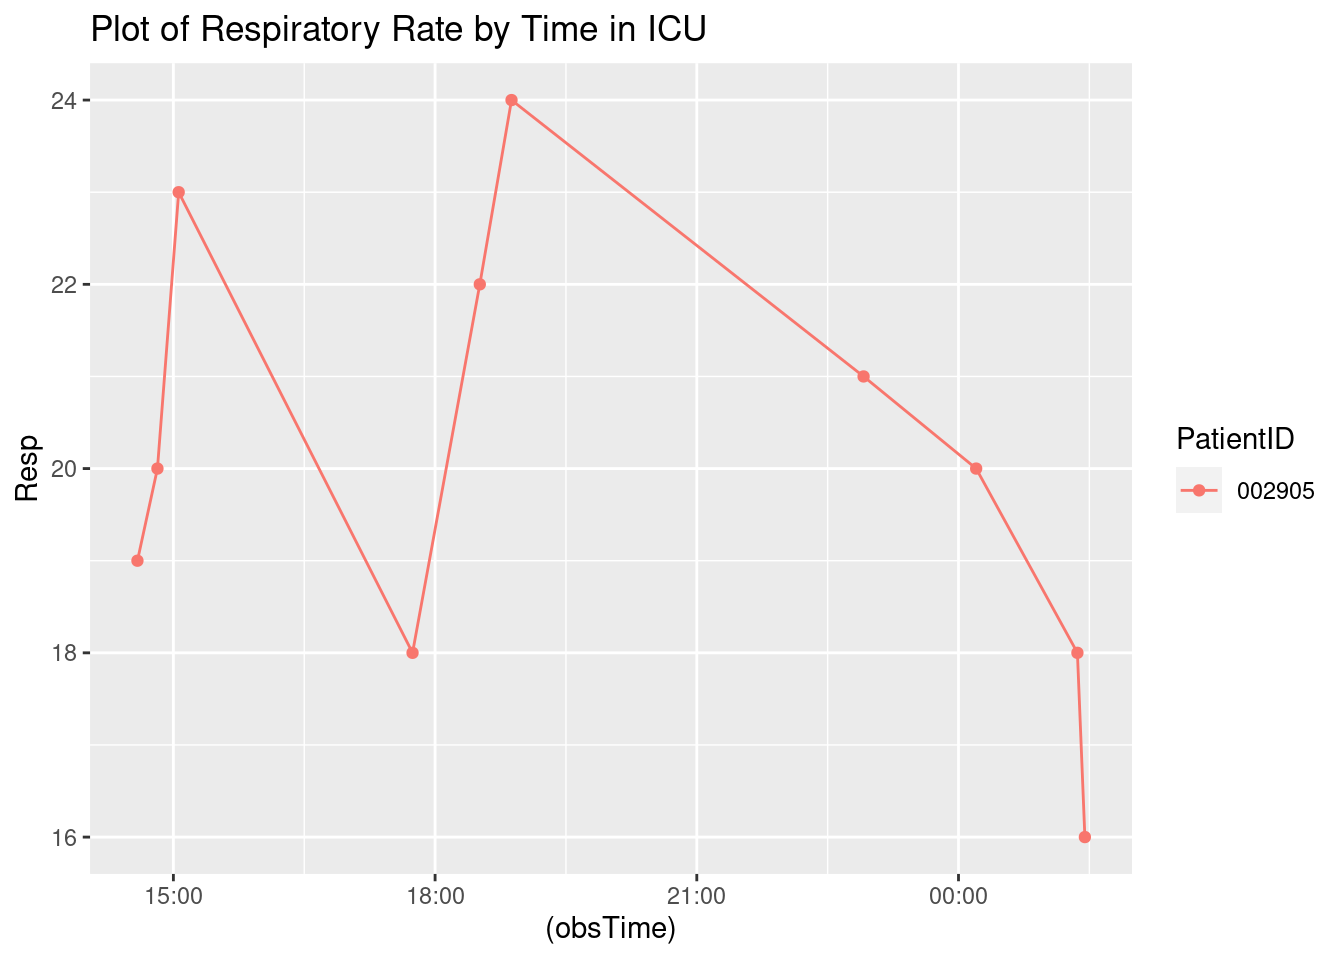 Plot of Respiratory Rate by Time in ICU
24
22
20
18
16
Resp
15:00 18:00 21:00 00:00
(obsTime)
PatientID
002905